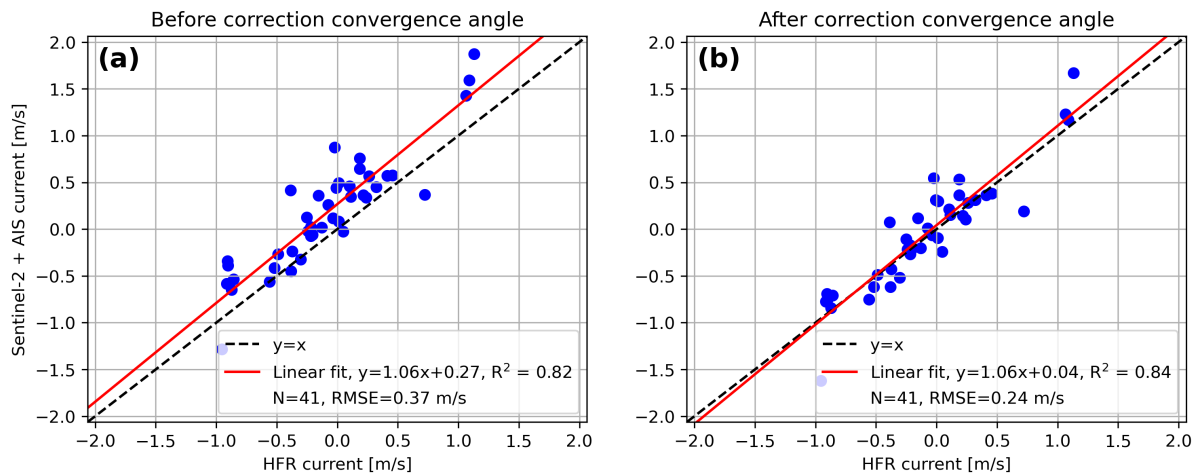 Before correction convergence angle
(a)
Sentinel-2 + AIS current [m/s]
2.0
1.5
1.0
0.5
0.0
−0.5
−1.0
−1.5
−2.0
y=x
Linear fit, y=1.06x+0.27, R² = 0.82
N=41, RMSE=0.37 m/s
−2.0 −1.5 −1.0 −0.5 0.0 0.5 1.0 1.5 2.0
HFR current [m/s]
After correction convergence angle
(b)
2.0
1.5
1.0
0.5
0.0
−0.5
−1.0
−1.5
−2.0
y=x
Linear fit, y=1.06x+0.04, R² = 0.84
N=41, RMSE=0.24 m/s
−2.0 −1.5 −1.0 −0.5 0.0 0.5 1.0 1.5 2.0
HFR current [m/s]